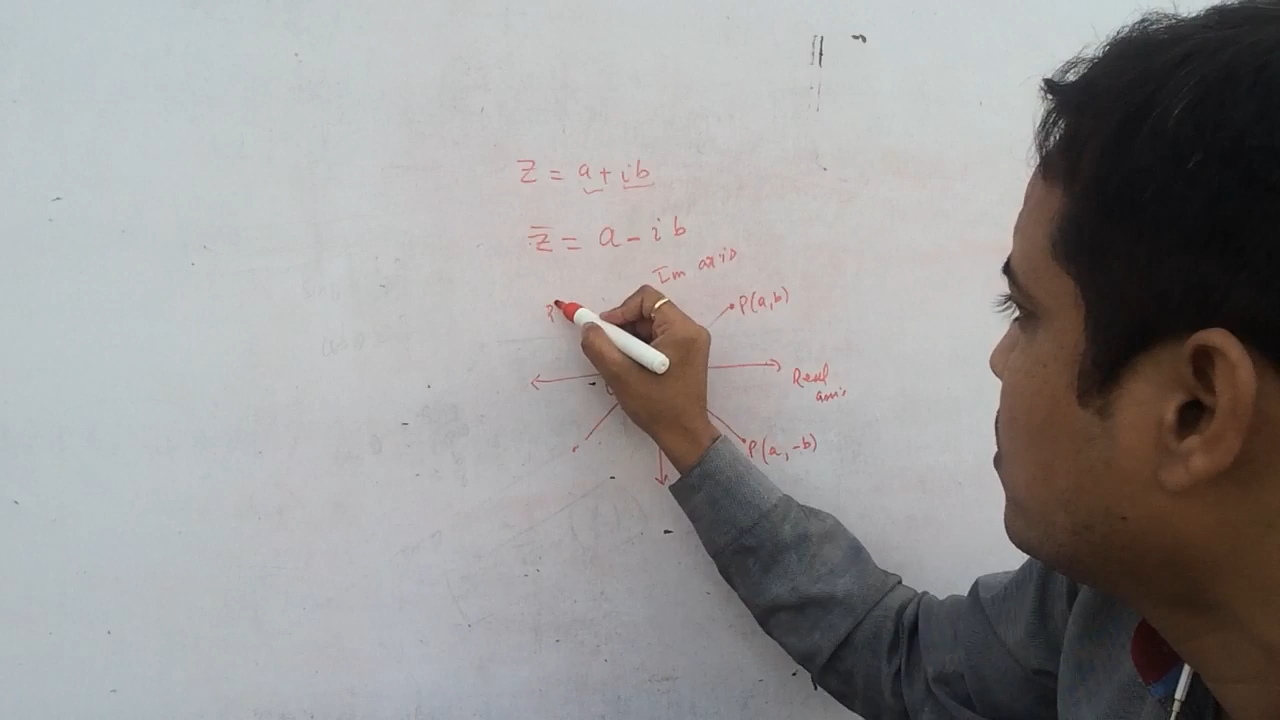 z = a + ib
z̅ = a - ib
Im axis
P(a,b)
P
Real
axis
P(a,-b)